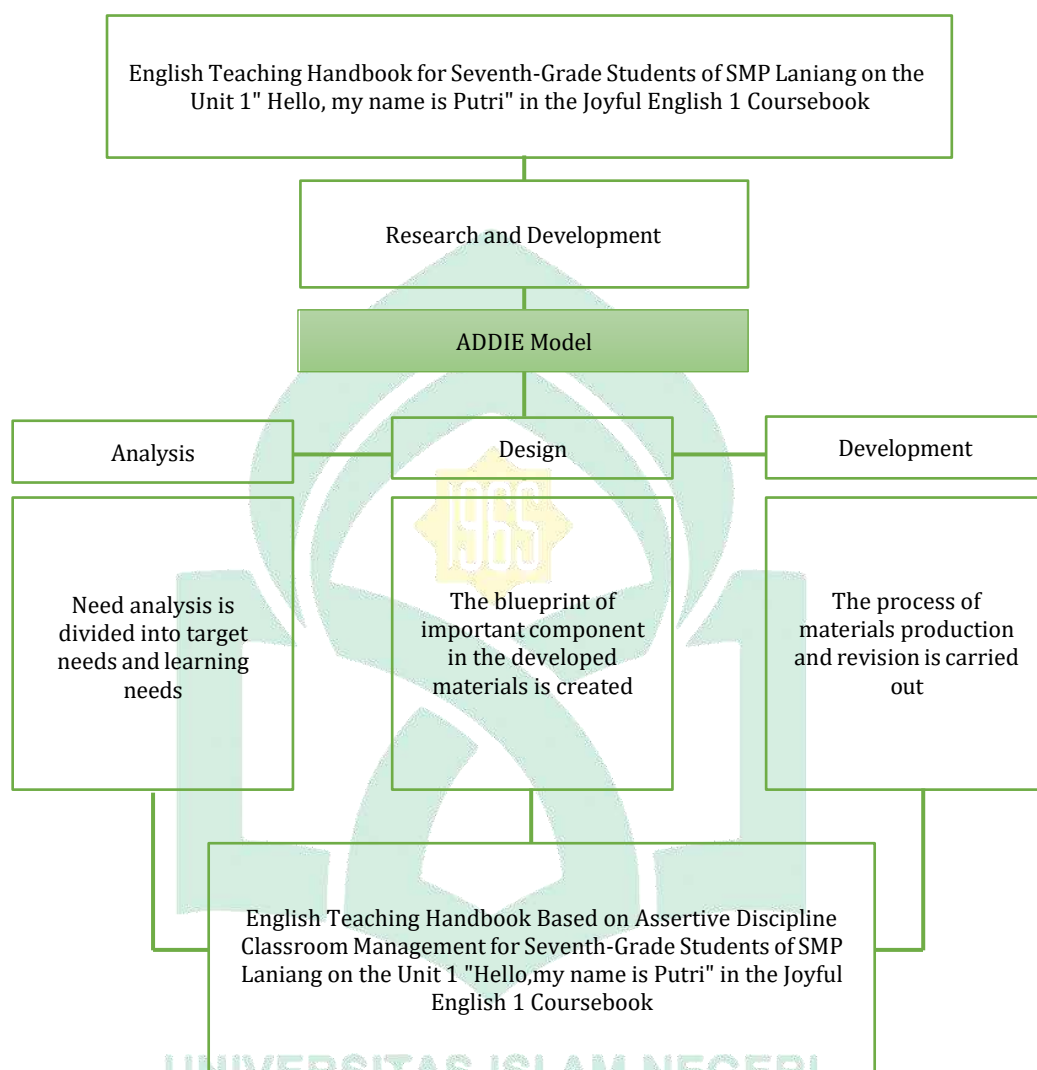 English Teaching Handbook for Seventh-Grade Students of SMP Laniang on the
Unit 1" Hello, my name is Putri" in the Joyful English 1 Coursebook
Research and Development
ADDIE Model
Analysis
Design
Development
1965
Need analysis is
divided into target
needs and learning
needs
The blueprint of
important component
in the developed
materials is created
The process of
materials production
and revision is carried
out
English Teaching Handbook Based on Assertive Discipline
Classroom Management for Seventh-Grade Students of SMP
Laniang on the Unit 1 "Hello,my name is Putri" in the Joyful
English 1 Coursebook
UNIVERSITAS ISLAM NEGERI